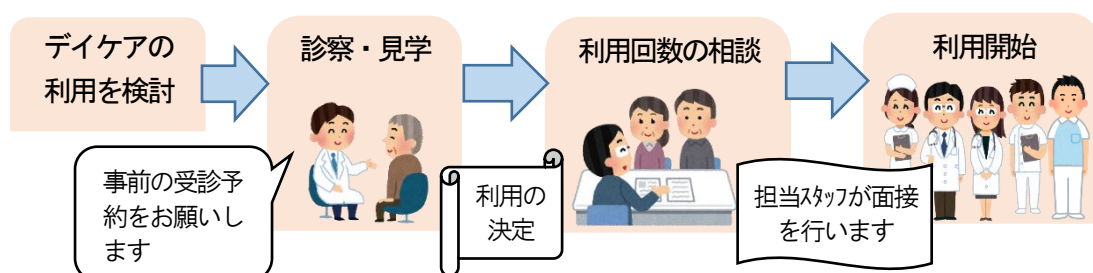 デイケアの
利用を検討
診察・見学
利用回数の相談
利用開始
事前の受診予
約をお願いし
ます
利用の
決定
担当ｽﾀｯﾌが面接
を行います